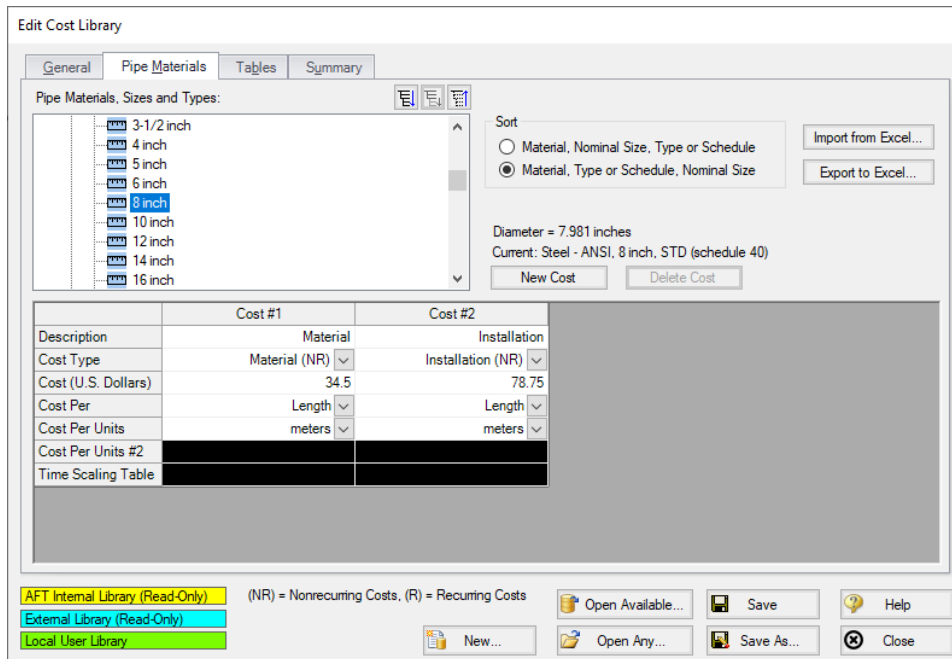 Edit Cost Library
General Pipe Materials Tables Summary
Pipe Materials, Sizes and Types:
3-1/2 inch
4 inch
5 inch
6 inch
8 inch
10 inch
12 inch
14 inch
16 inch
Sort
Material, Nominal Size, Type or Schedule
Material, Type or Schedule, Nominal Size
Import from Excel...
Export to Excel...
Diameter = 7.981 inches
Current: Steel - ANSI, 8 inch, STD (schedule 40)
New Cost Delete Cost
Cost #1 Cost #2
Description Material Installation
Cost Type Material (NR) Installation (NR)
Cost (U.S. Dollars) 34.5 78.75
Cost Per Length Length
Cost Per Units meters meters
Cost Per Units #2
Time Scaling Table
AFT Internal Library (Read-Only)
External Library (Read-Only)
Local User Library
(NR) = Nonrecurring Costs, (R) = Recurring Costs
Open Available... Save Help
New... Open Any... Save As... Close